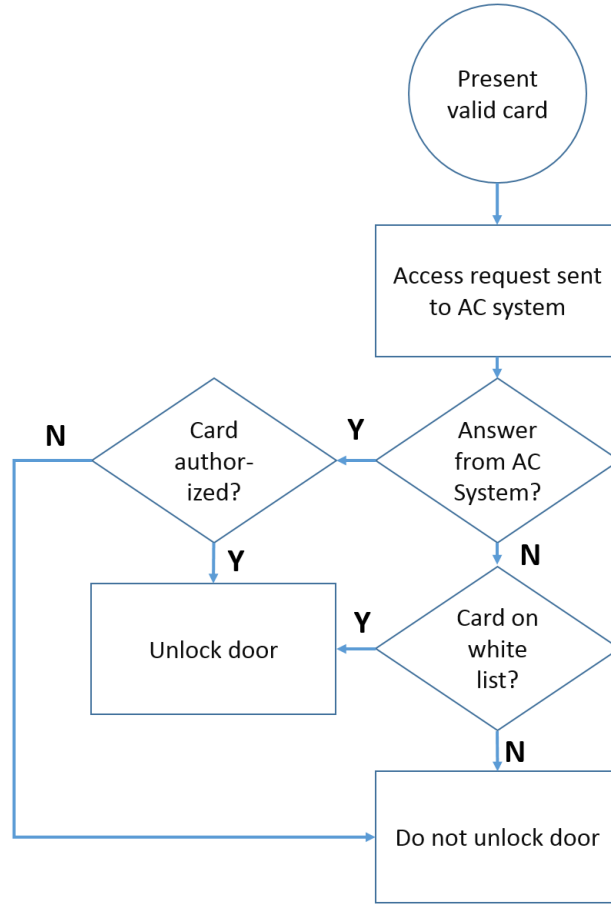 Present
valid card
Access request sent
to AC system
N
Card
author-
ized?
Y
Answer
from AC
System?
Y
N
Unlock door
Y
Card on
white
list?
N
Do not unlock door